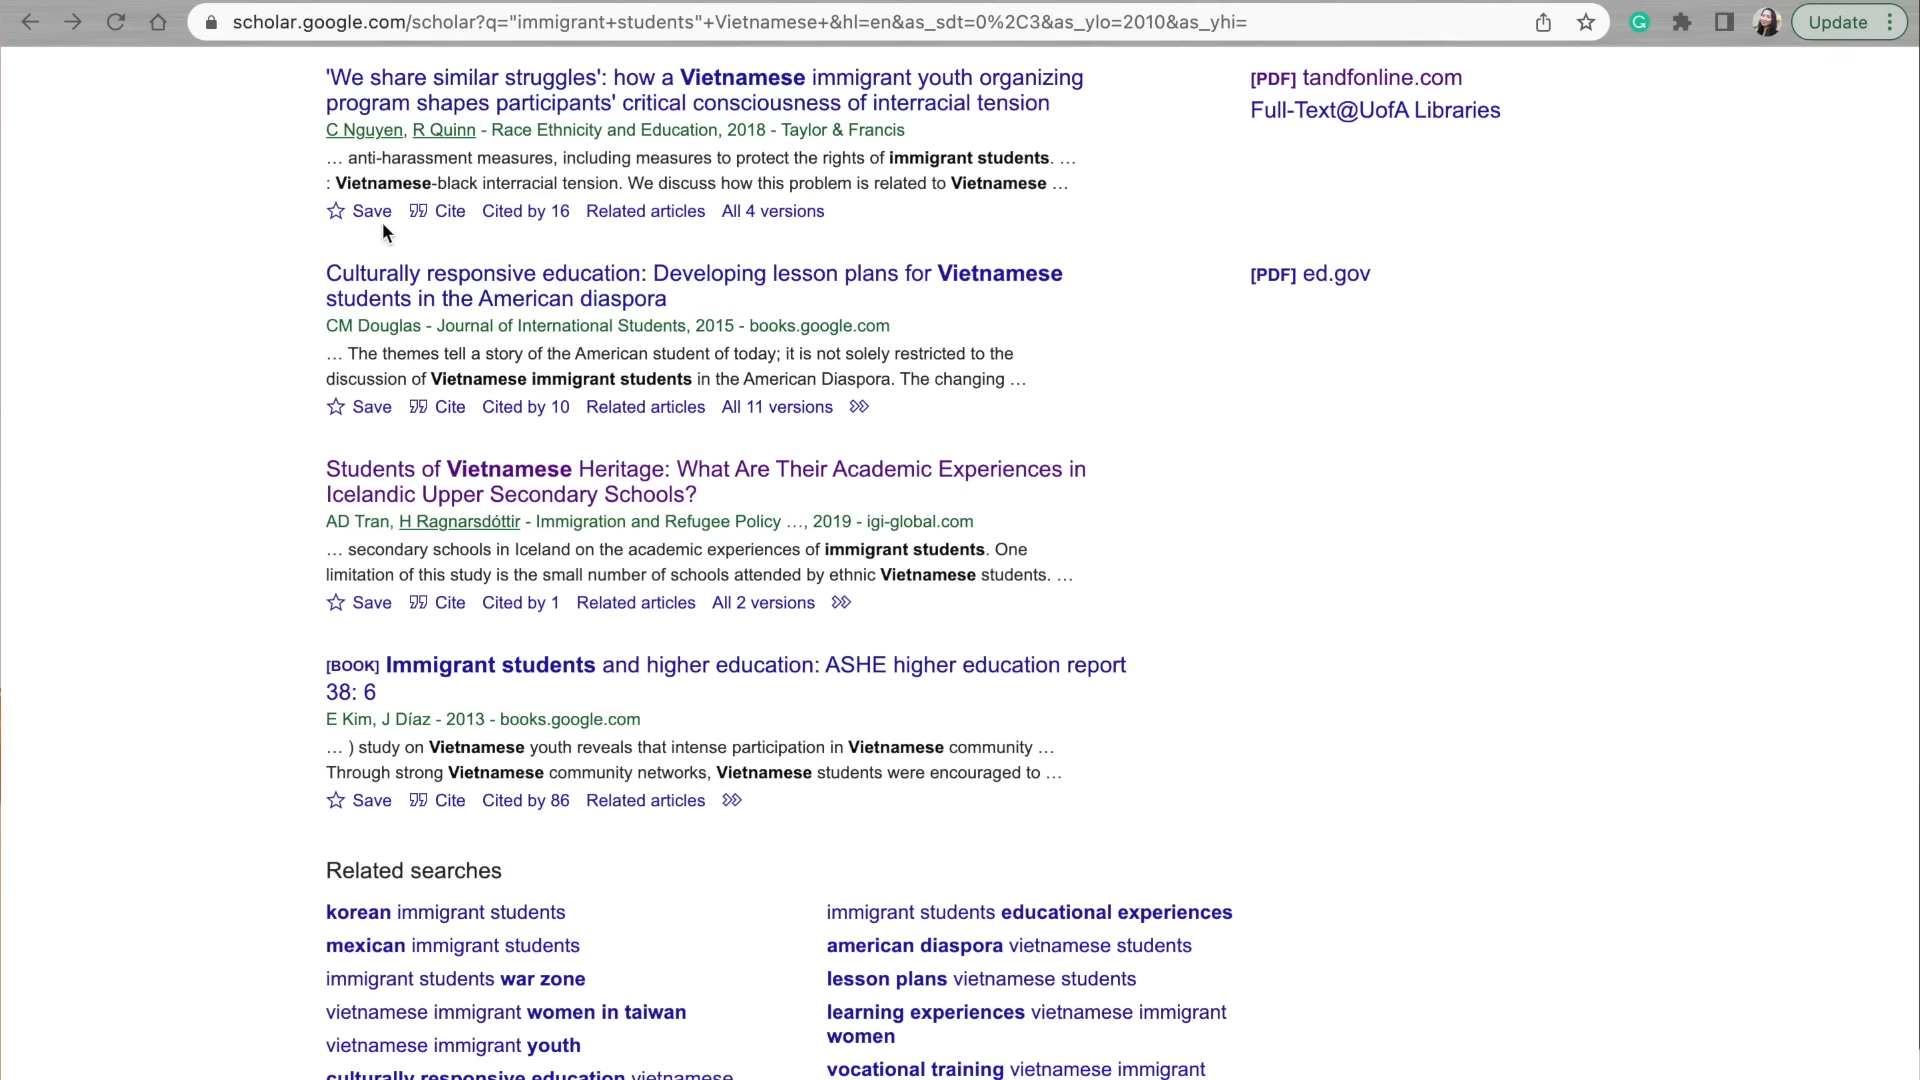 scholar.google.com/scholar?q="immigrant+students"+Vietnamese+&hl=en&as_sdt=0%2C3&as_ylo=2010&as_yhi=
Update
'We share similar struggles': how a Vietnamese immigrant youth organizing
program shapes participants' critical consciousness of interracial tension
[PDF] tandfonline.com
Full-Text@UofA Libraries
C Nguyen, R Quinn - Race Ethnicity and Education, 2018 - Taylor & Francis
… anti-harassment measures, including measures to protect the rights of immigrant students. …
: Vietnamese-black interracial tension. We discuss how this problem is related to Vietnamese …
Save Cite Cited by 16 Related articles All 4 versions
Culturally responsive education: Developing lesson plans for Vietnamese
students in the American diaspora
[PDF] ed.gov
CM Douglas - Journal of International Students, 2015 - books.google.com
… The themes tell a story of the American student of today; it is not solely restricted to the
discussion of Vietnamese immigrant students in the American Diaspora. The changing …
Save Cite Cited by 10 Related articles All 11 versions
Students of Vietnamese Heritage: What Are Their Academic Experiences in
Icelandic Upper Secondary Schools?
AD Tran, H Ragnarsdóttir - Immigration and Refugee Policy …, 2019 - igi-global.com
… secondary schools in Iceland on the academic experiences of immigrant students. One
limitation of this study is the small number of schools attended by ethnic Vietnamese students. …
Save Cite Cited by 1 Related articles All 2 versions
[BOOK] Immigrant students and higher education: ASHE higher education report
38: 6
E Kim, J Díaz - 2013 - books.google.com
… ) study on Vietnamese youth reveals that intense participation in Vietnamese community …
Through strong Vietnamese community networks, Vietnamese students were encouraged to …
Save Cite Cited by 86 Related articles
Related searches
korean immigrant students
mexican immigrant students
immigrant students war zone
vietnamese immigrant women in taiwan
vietnamese immigrant youth
culturally responsive education vietnamese
immigrant students educational experiences
american diaspora vietnamese students
lesson plans vietnamese students
learning experiences vietnamese immigrant
women
vocational training vietnamese immigrant